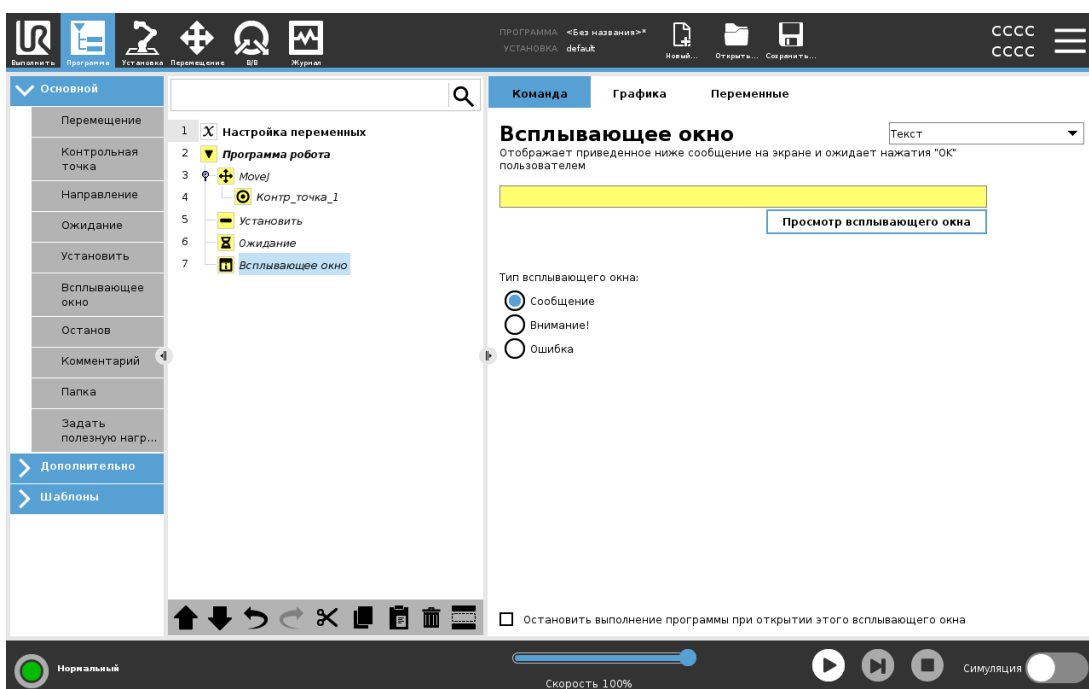 ПРОГРАММА <Без названия>*
УСТАНОВКА default
Новый...
Открыть...
Сохранить...
CCCC
CCCC
Выполнить
Программа
Установка
Перемещение
В/В
Журнал
Основной
Перемещение
Контрольная
точка
Направление
Ожидание
Установить
Всплывающее
окно
Останов
Комментарий
Папка
Задать
полезную нагр...
Дополнительно
Шаблоны
1 X Настройка переменных
2 Программа робота
3 MoveJ
4 Контр_точка_1
5 Установить
6 Ожидание
7 Всплывающее окно
Команда
Графика
Переменные
Всплывающее окно
Текст
Отображает приведенное ниже сообщение на экране и ожидает нажатия "ОК"
пользователем
Просмотр всплывающего окна
Тип всплывающего окна:
Сообщение
Внимание!
Ошибка
Остановить выполнение программы при открытии этого всплывающего окна
Нормальный
Скорость 100%
Симуляция